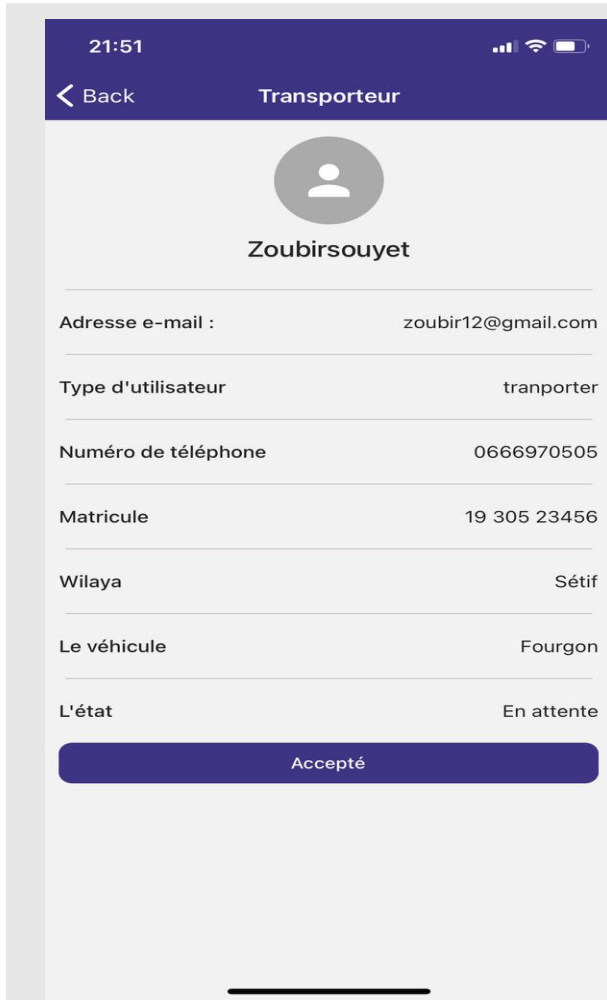 21:51
Back
Transporteur
Zoubirsouyet
Adresse e-mail : zoubir12@gmail.com
Type d'utilisateur tranporter
Numéro de téléphone 0666970505
Matricule 19 305 23456
Wilaya Sétif
Le véhicule Fourgon
L'état En attente
Accepté